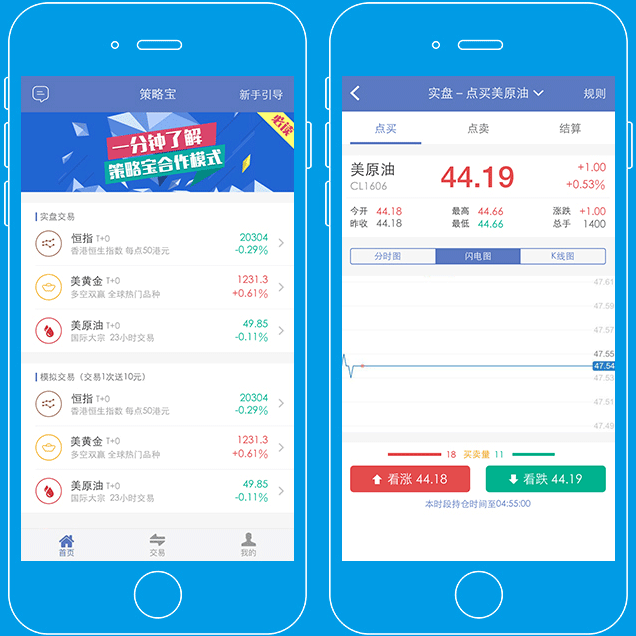 策略宝
新手引导
一分钟了解
策略宝合作模式
必读
实盘交易
恒指 T+0
20304
香港恒生指数 每点50港元
-0.29%
美黄金 T+0
1231.3
多空双赢 全球热门品种
+0.61%
美原油 T+0
49.85
国际大宗 23小时交易
-0.11%
模拟交易（交易1次送10元）
恒指 T+0
20304
香港恒生指数 每点50港元
-0.29%
美黄金 T+0
1231.3
多空双赢 全球热门品种
+0.61%
美原油 T+0
49.85
国际大宗 23小时交易
-0.11%
首页
交易
我的
实盘 – 点买美原油
规则
点买
点卖
结算
美原油
CL1606
44.19
+1.00
+0.53%
今开 44.18
最高 44.66
涨跌 +1.00
昨收 44.18
最低 44.66
总手 1400
分时图
闪电图
K线图
47.61
47.59
47.57
47.55
47.54
47.53
47.51
47.49
18 买卖量 11
看涨 44.18
看跌 44.19
本时段持仓时间至04:55:00